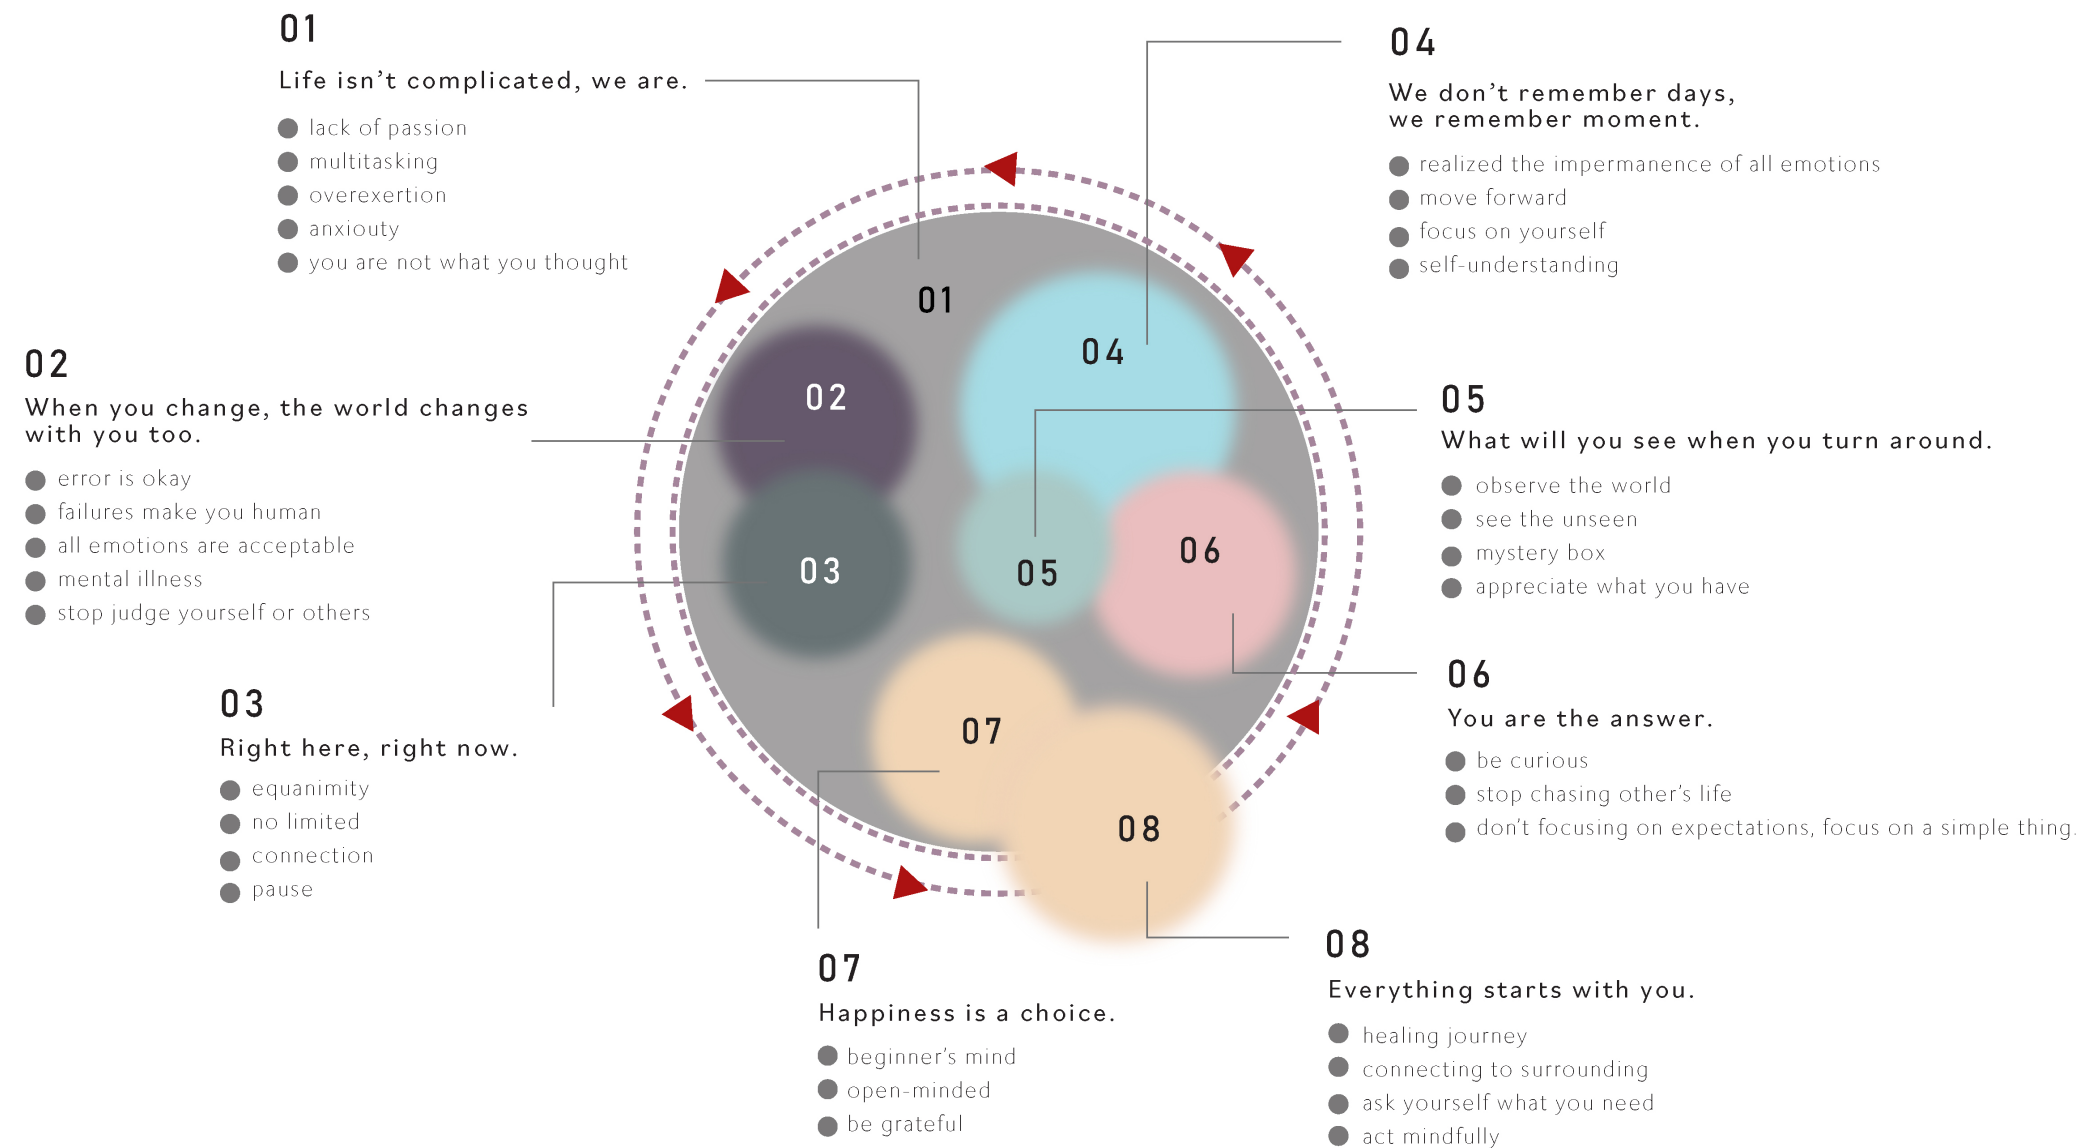 01
Life isn't complicated, we are.
lack of passion
multitasking
overexertion
anxiouty
you are not what you thought
02
When you change, the world changes
with you too.
error is okay
failures make you human
all emotions are acceptable
mental illness
stop judge yourself or others
03
Right here, right now.
equanimity
no limited
connection
pause
01
02
03
04
05
06
07
08
04
We don't remember days,
we remember moment.
realized the impermanence of all emotions
move forward
focus on yourself
self-understanding
05
What will you see when you turn around.
observe the world
see the unseen
mystery box
appreciate what you have
06
You are the answer.
be curious
stop chasing other's life
don't focusing on expectations, focus on a simple thing.
07
Happiness is a choice.
beginner's mind
open-minded
be grateful
08
Everything starts with you.
healing journey
connecting to surrounding
ask yourself what you need
act mindfully